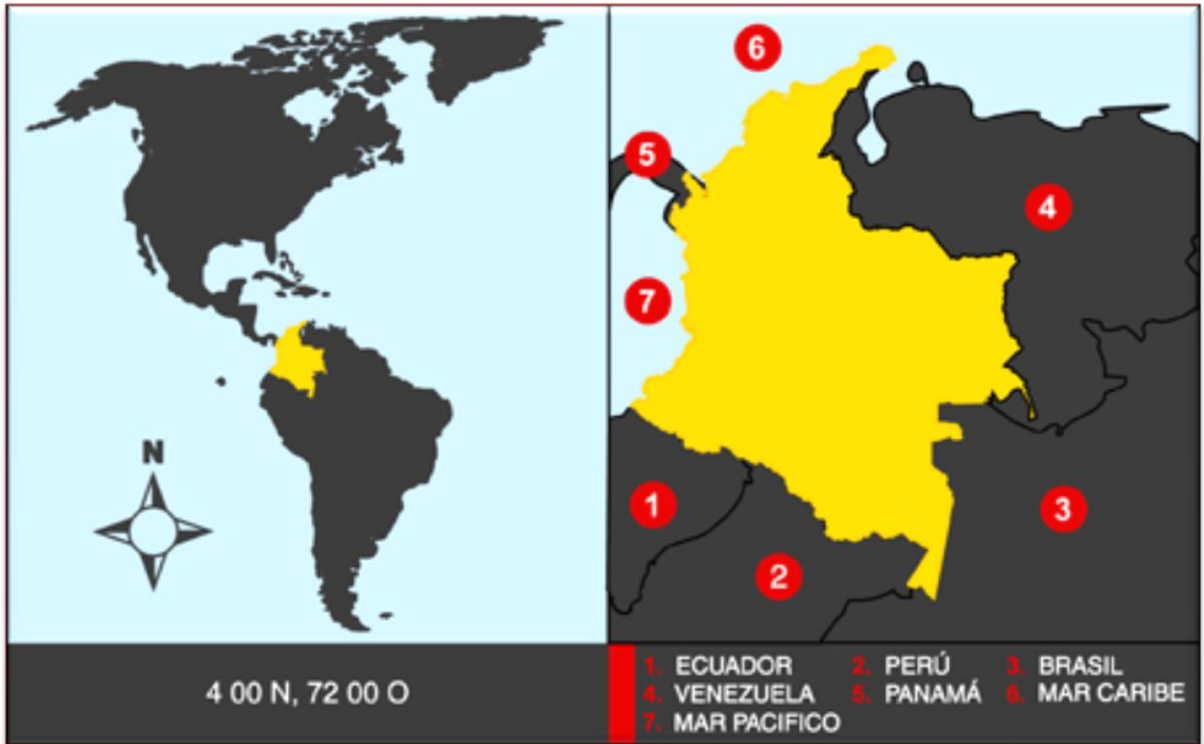 N
4 00 N, 72 00 O
6
5
4
7
1
3
2
1. ECUADOR 2. PERÚ 3. BRASIL
4. VENEZUELA 5. PANAMÁ 6. MAR CARIBE
7. MAR PACIFICO